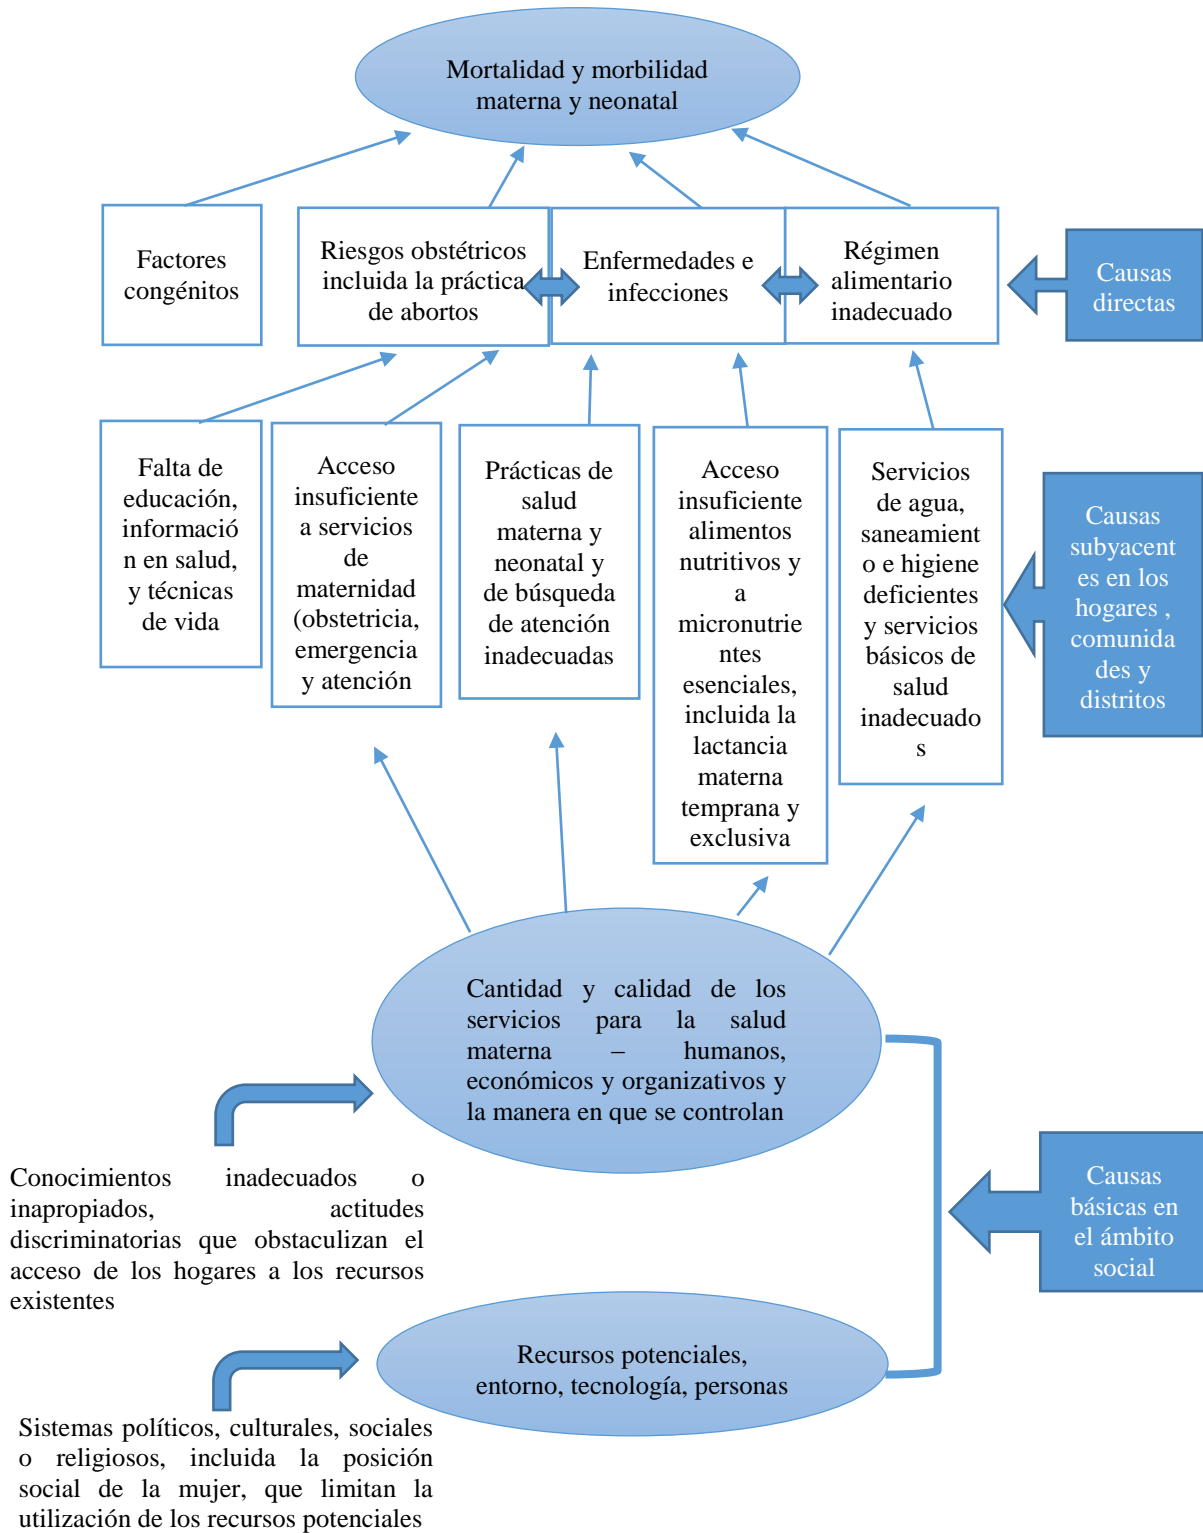 Mortalidad y morbilidad
materna y neonatal
Factores
congénitos
Riesgos obstétricos
incluida la práctica
de abortos
Enfermedades e
infecciones
Régimen
alimentario
inadecuado
Causas
directas
Falta de
educación,
informació
n en salud,
y técnicas
de vida
Acceso
insuficiente
a servicios
de
maternidad
(obstetricia,
emergencia
y atención
Prácticas de
salud
materna y
neonatal y
de búsqueda
de atención
inadecuadas
Acceso
insuficiente
alimentos
nutritivos y
a
micronutrie
ntes
esenciales,
incluida la
lactancia
materna
temprana y
exclusiva
Servicios
de agua,
saneamient
o e higiene
deficientes
y servicios
básicos de
salud
inadecuado
s
Causas
subyacent
es en los
hogares ,
comunida
des y
distritos
Cantidad y calidad de los
servicios para la salud
materna – humanos,
económicos y organizativos y
la manera en que se controlan
Conocimientos inadecuados o
inapropiados, actitudes
discriminatorias que obstaculizan el
acceso de los hogares a los recursos
existentes
Causas
básicas en
el ámbito
social
Recursos potenciales,
entorno, tecnología, personas
Sistemas políticos, culturales, sociales
o religiosos, incluida la posición
social de la mujer, que limitan la
utilización de los recursos potenciales